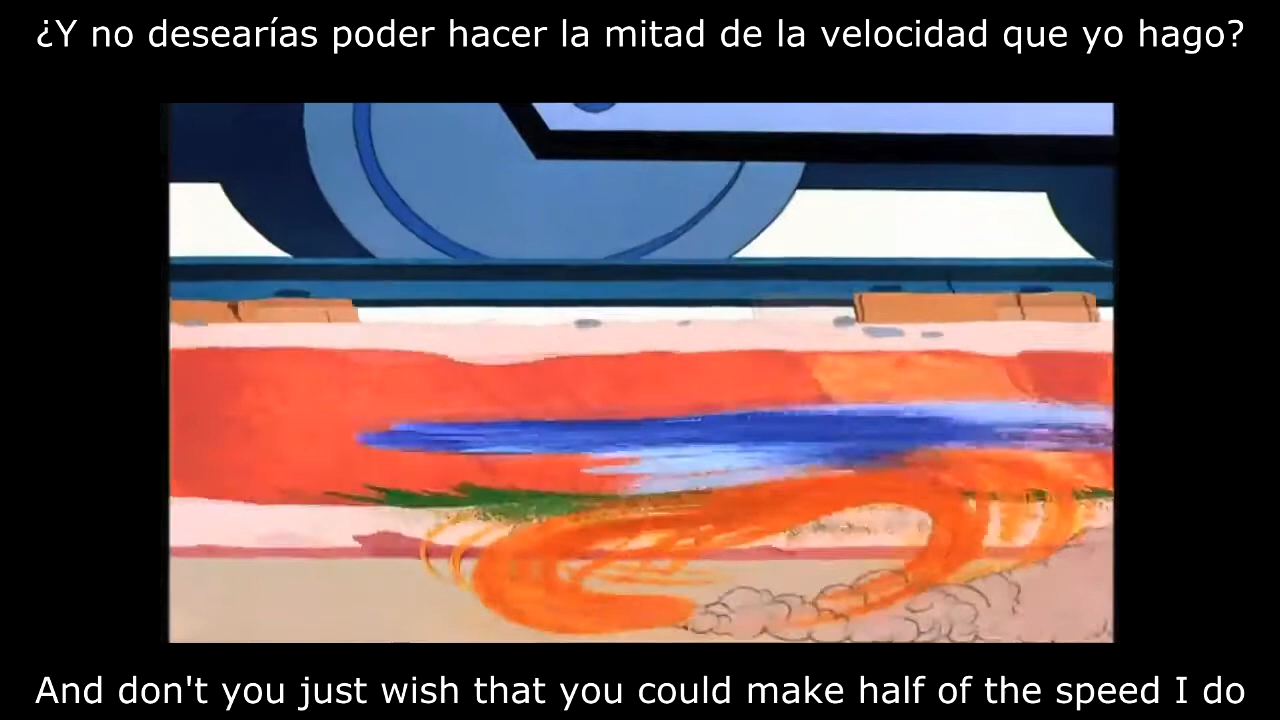 ¿Y no desearías poder hacer la mitad de la velocidad que yo hago?
And don't you just wish that you could make half of the speed I do